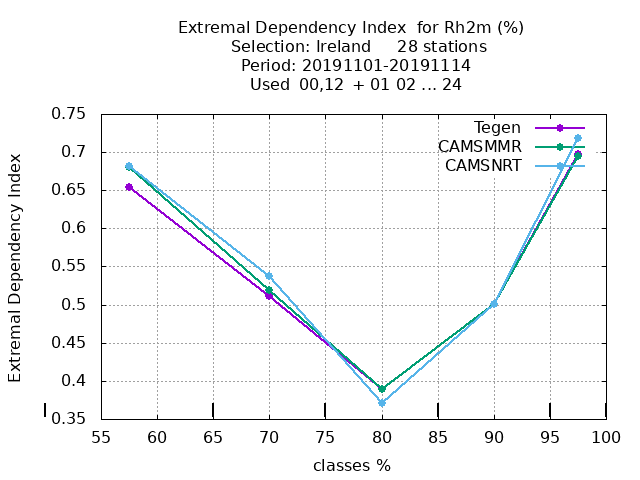 Extremal Dependency Index  for Rh2m (%)
Selection: Ireland     28 stations
Period: 20191101-20191114
Used  00,12  + 01 02 ... 24
Extremal Dependency Index
0.75
0.7
0.65
0.6
0.55
0.5
0.45
0.4
0.35
Tegen
CAMSMMR
CAMSNRT
55 60 65 70 75 80 85 90 95 100
classes %